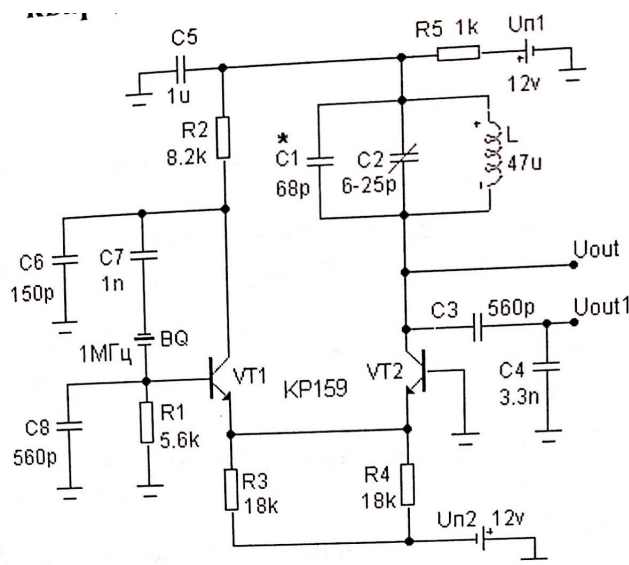 C5
1u
R5 1k
Uп1
12v
R2
8.2k
*
C1
68p
C2
6-25p
L
47u
C6
150p
C7
1n
Uout
1МГц
BQ
C3
560p
Uout1
VT1
КР159
VT2
C4
3.3n
C8
560p
R1
5.6k
R3
18k
R4
18k
Uп2
12v